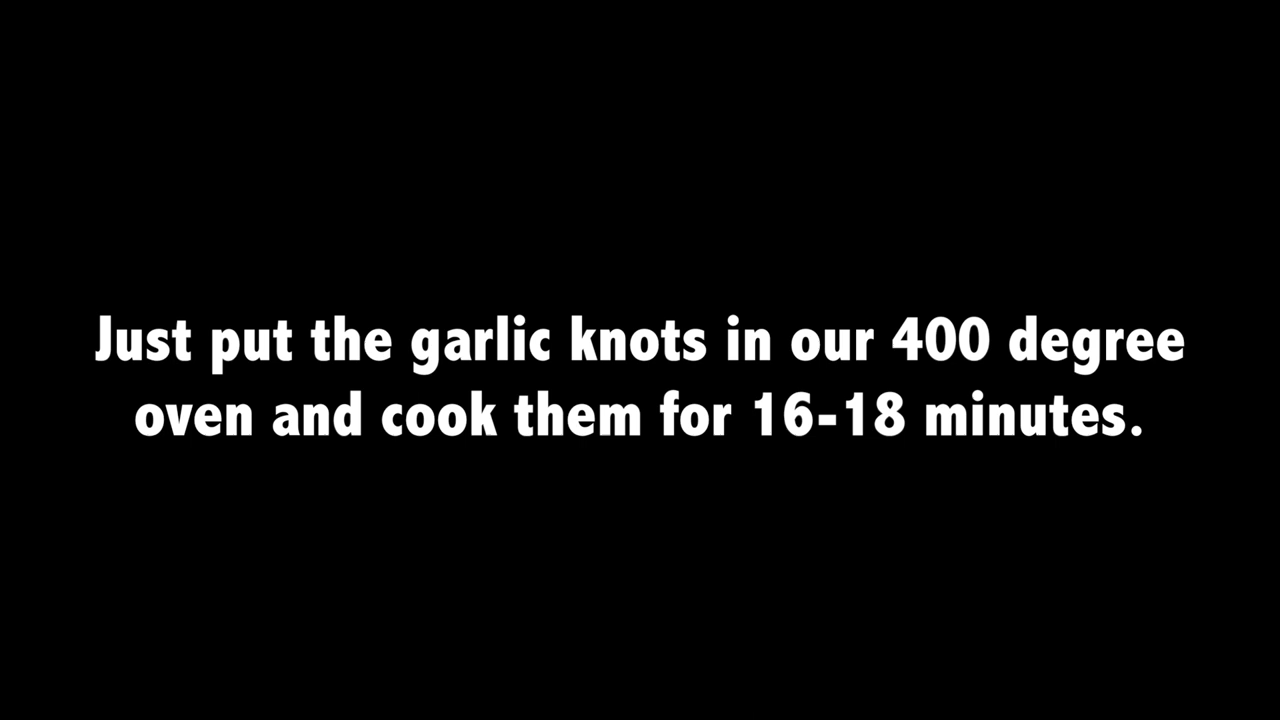 Just put the garlic knots in our 400 degree
oven and cook them for 16-18 minutes.